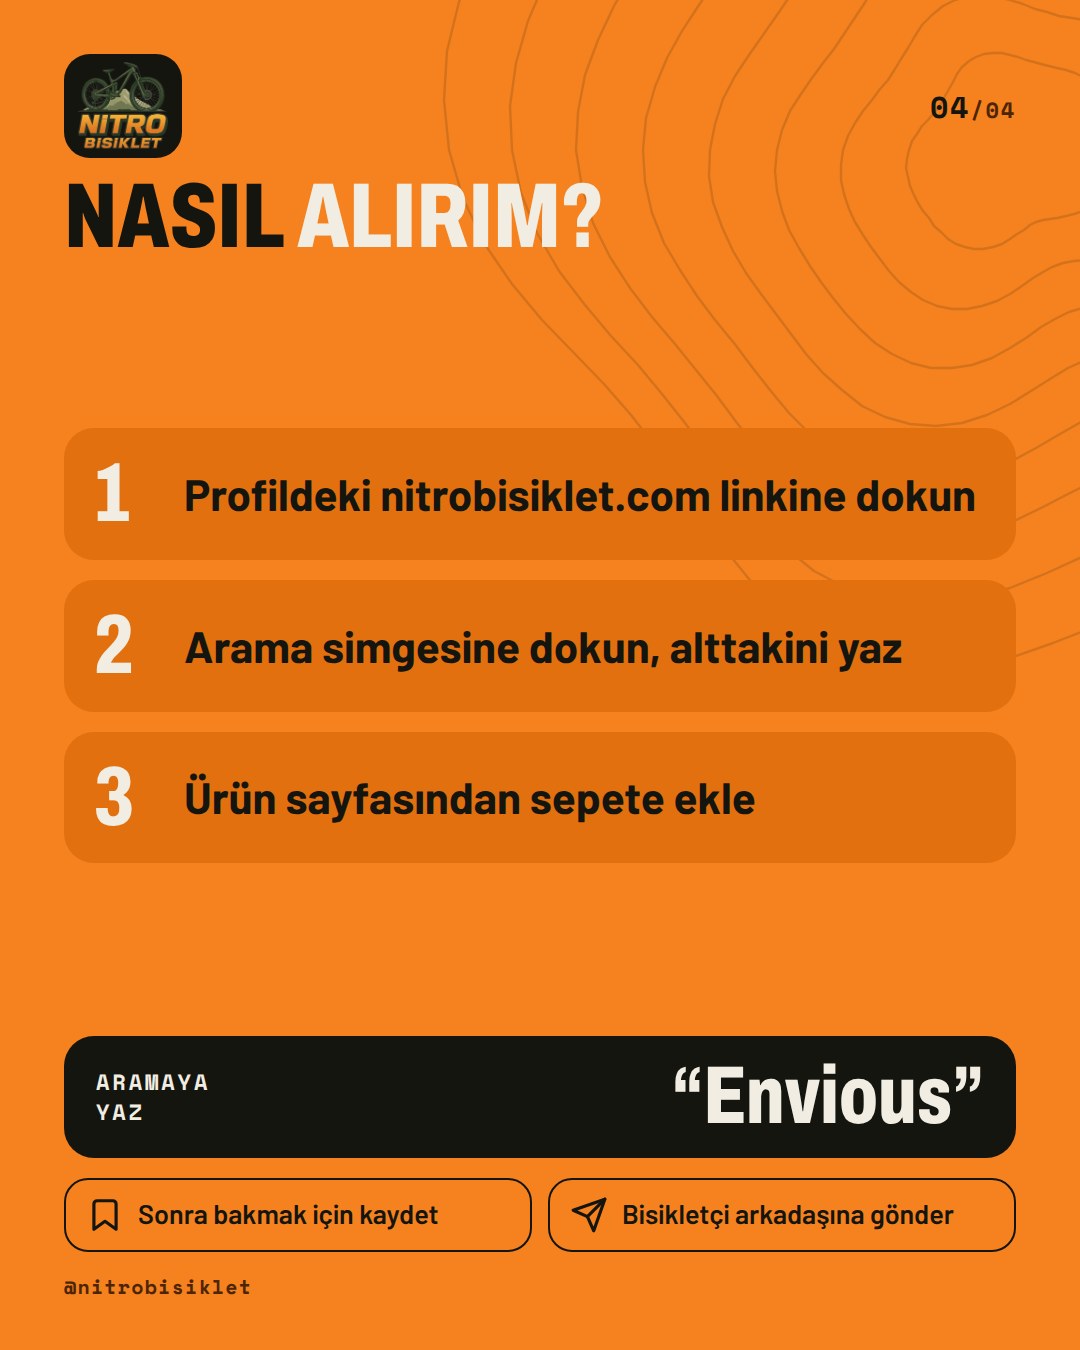 NITRO
BISIKLET
04/04
NASIL ALIRIM?
1 Profildeki nitrobisiklet.com linkine dokun
2 Arama simgesine dokun, alttakini yaz
3 Ürün sayfasından sepete ekle
ARAMAYA
YAZ
“Envious”
Sonra bakmak için kaydet
Bisikletçi arkadaşına gönder
@nitrobisiklet